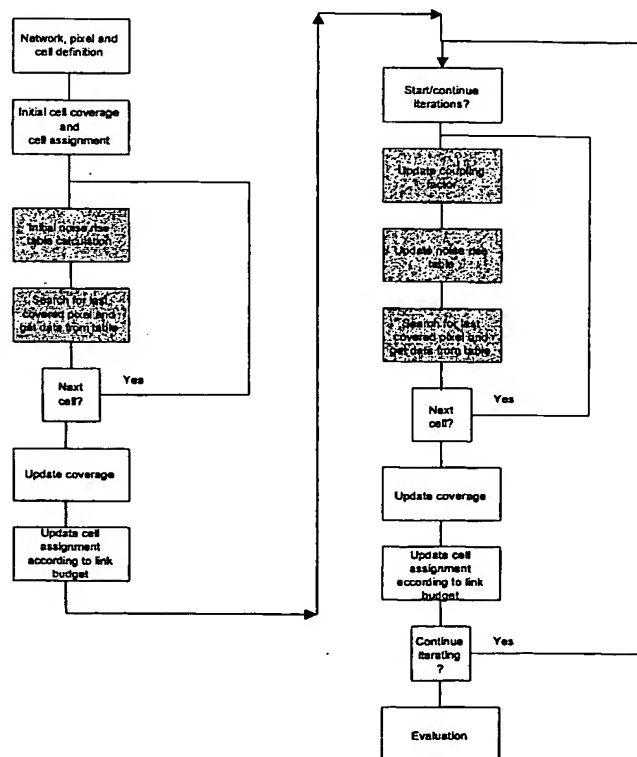 Network, pixel and
cell definition
Initial cell coverage
and
cell assignment
Initial noise rise
table calculation
Search for last
covered pixel and
get data from table
Next
cell?
Yes
Update coverage
Update cell
assignment
according to link
budget
Start/continue
iterations?
Update coupling
factor
Update noise rise
table
Search for last
covered pixel and
get data from table
Next
cell?
Yes
Update coverage
Update cell
assignment
according to link
budget
Continue
iterating
?
Yes
Evaluation